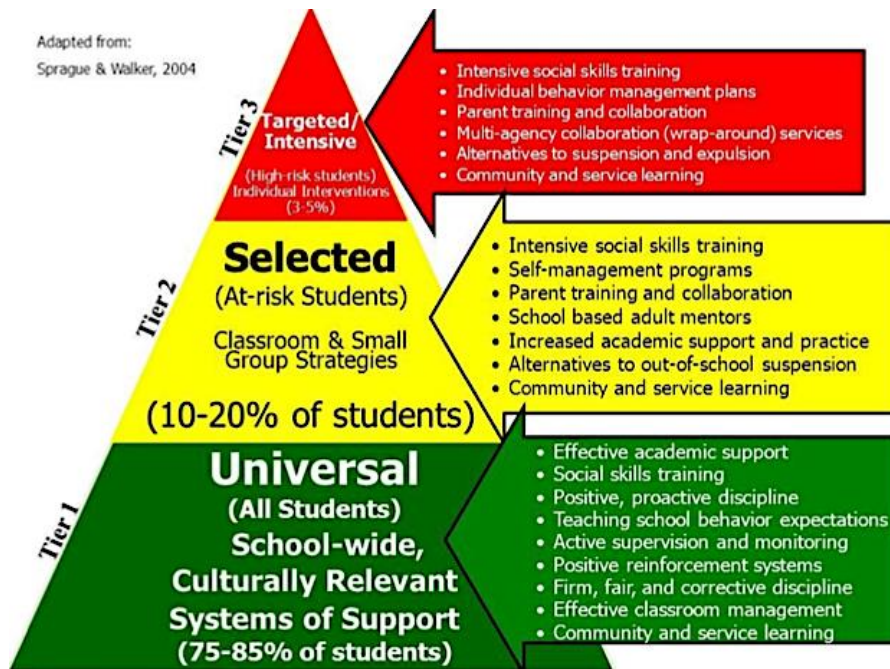 Adapted from:
Sprague & Walker, 2004
Tier 3
Targeted/
Intensive
(High-risk students)
Individual Interventions
(3-5%)
• Intensive social skills training
• Individual behavior management plans
• Parent training and collaboration
• Multi-agency collaboration (wrap-around) services
• Alternatives to suspension and expulsion
• Community and service learning
Tier 2
Selected
(At-risk Students)
Classroom & Small
Group Strategies
(10-20% of students)
• Intensive social skills training
• Self-management programs
• Parent training and collaboration
• School based adult mentors
• Increased academic support and practice
• Alternatives to out-of-school suspension
• Community and service learning
Tier 1
Universal
(All Students)
School-wide,
Culturally Relevant
Systems of Support
(75-85% of students)
• Effective academic support
• Social skills training
• Positive, proactive discipline
• Teaching school behavior expectations
• Active supervision and monitoring
• Positive reinforcement systems
• Firm, fair, and corrective discipline
• Effective classroom management
• Community and service learning